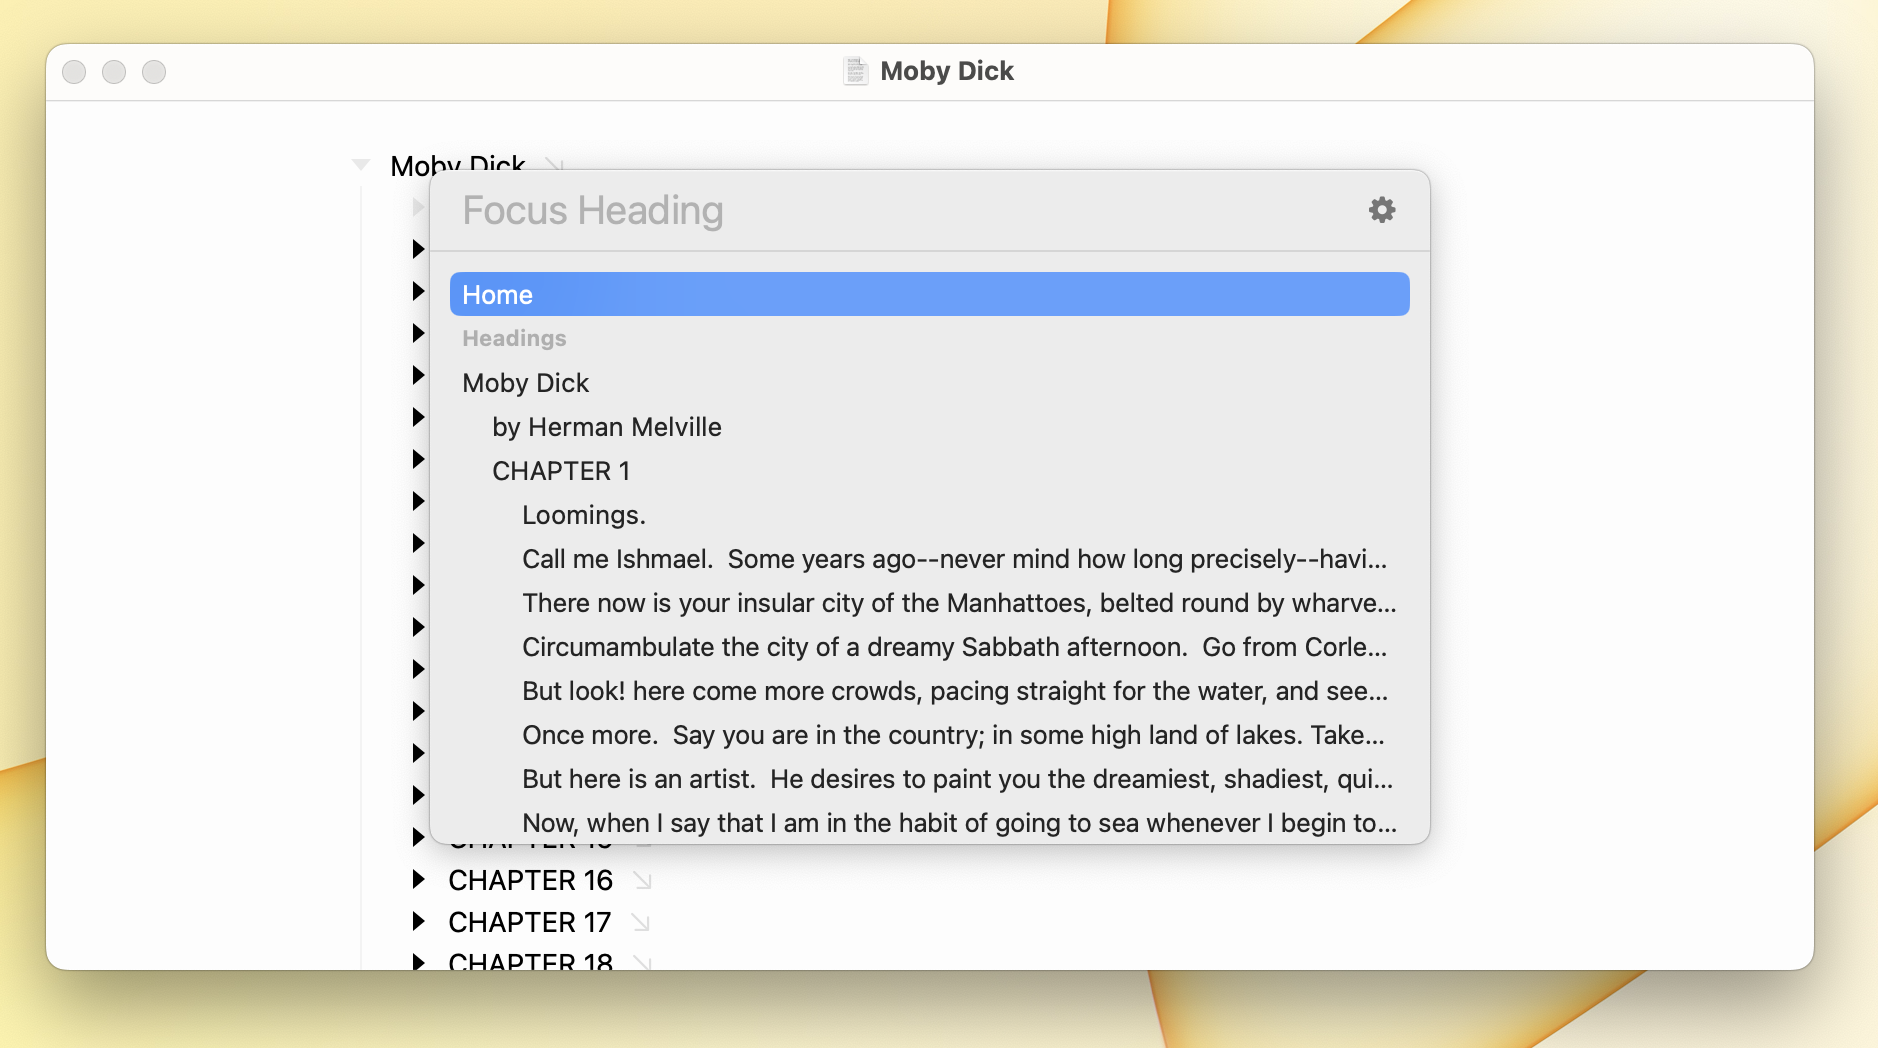 Moby Dick
Moby Dick
Focus Heading
Home
Headings
Moby Dick
by Herman Melville
CHAPTER 1
Loomings.
Call me Ishmael.  Some years ago--never mind how long precisely--havi...
There now is your insular city of the Manhattoes, belted round by wharve...
Circumambulate the city of a dreamy Sabbath afternoon.  Go from Corle...
But look! here come more crowds, pacing straight for the water, and see...
Once more.  Say you are in the country; in some high land of lakes. Take...
But here is an artist.  He desires to paint you the dreamiest, shadiest, qui...
Now, when I say that I am in the habit of going to sea whenever I begin to...
CHAPTER 16
CHAPTER 17
CHAPTER 18